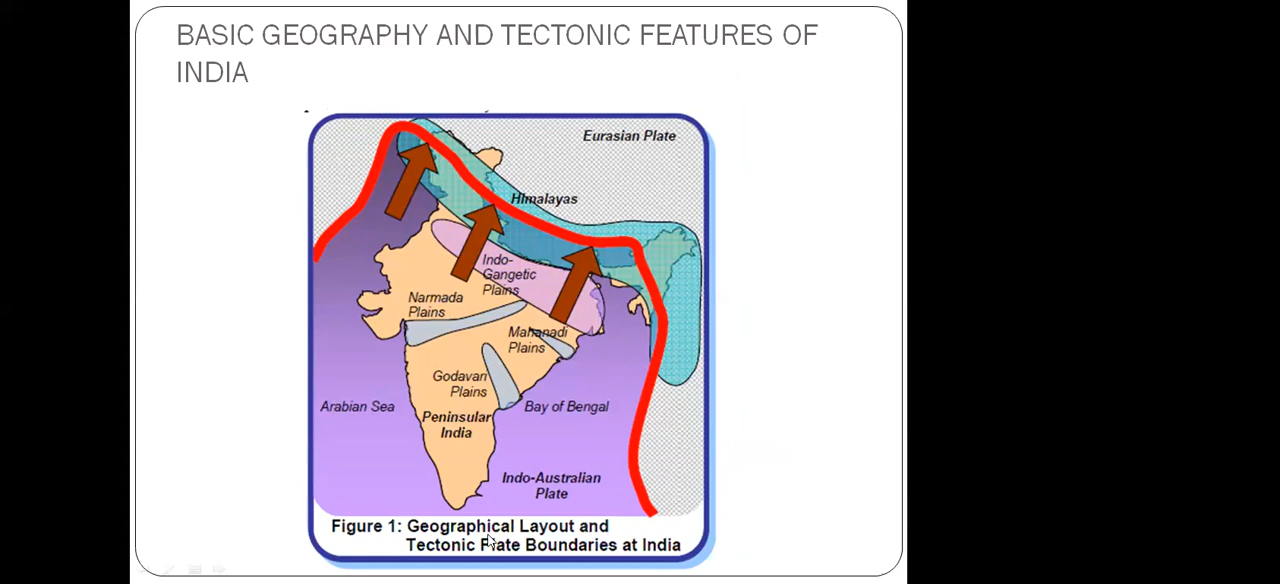 BASIC GEOGRAPHY AND TECTONIC FEATURES OF
INDIA
Eurasian Plate
Himalayas
Indo-
Gangetic
Plains
Narmada
Plains
Mahanadi
Plains
Godavari
Plains
Arabian Sea
Bay of Bengal
Peninsular
India
Indo-Australian
Plate
Figure 1: Geographical Layout and
Tectonic Plate Boundaries at India